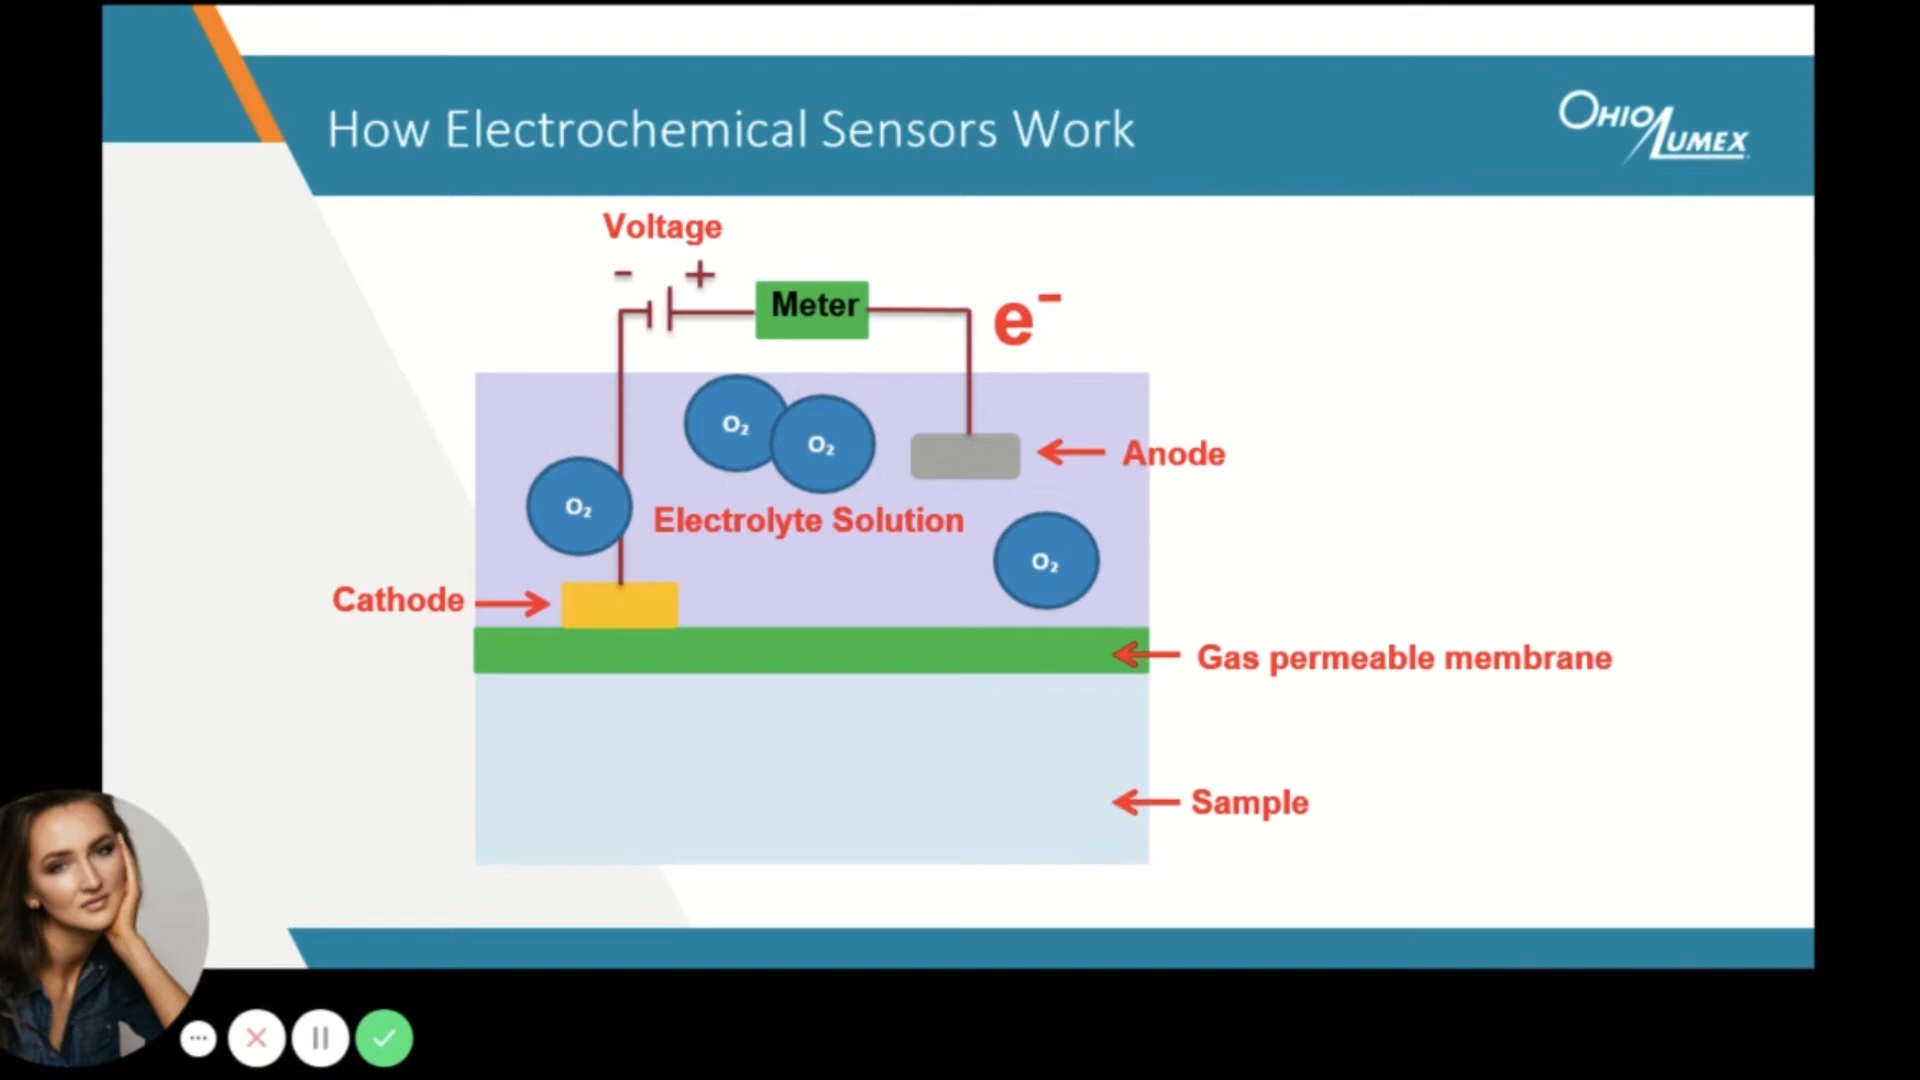 How Electrochemical Sensors Work
OHIO LUMEX
Voltage
- +
Meter
e⁻
O₂
O₂
Anode
O₂
Electrolyte Solution
O₂
Cathode
Gas permeable membrane
Sample